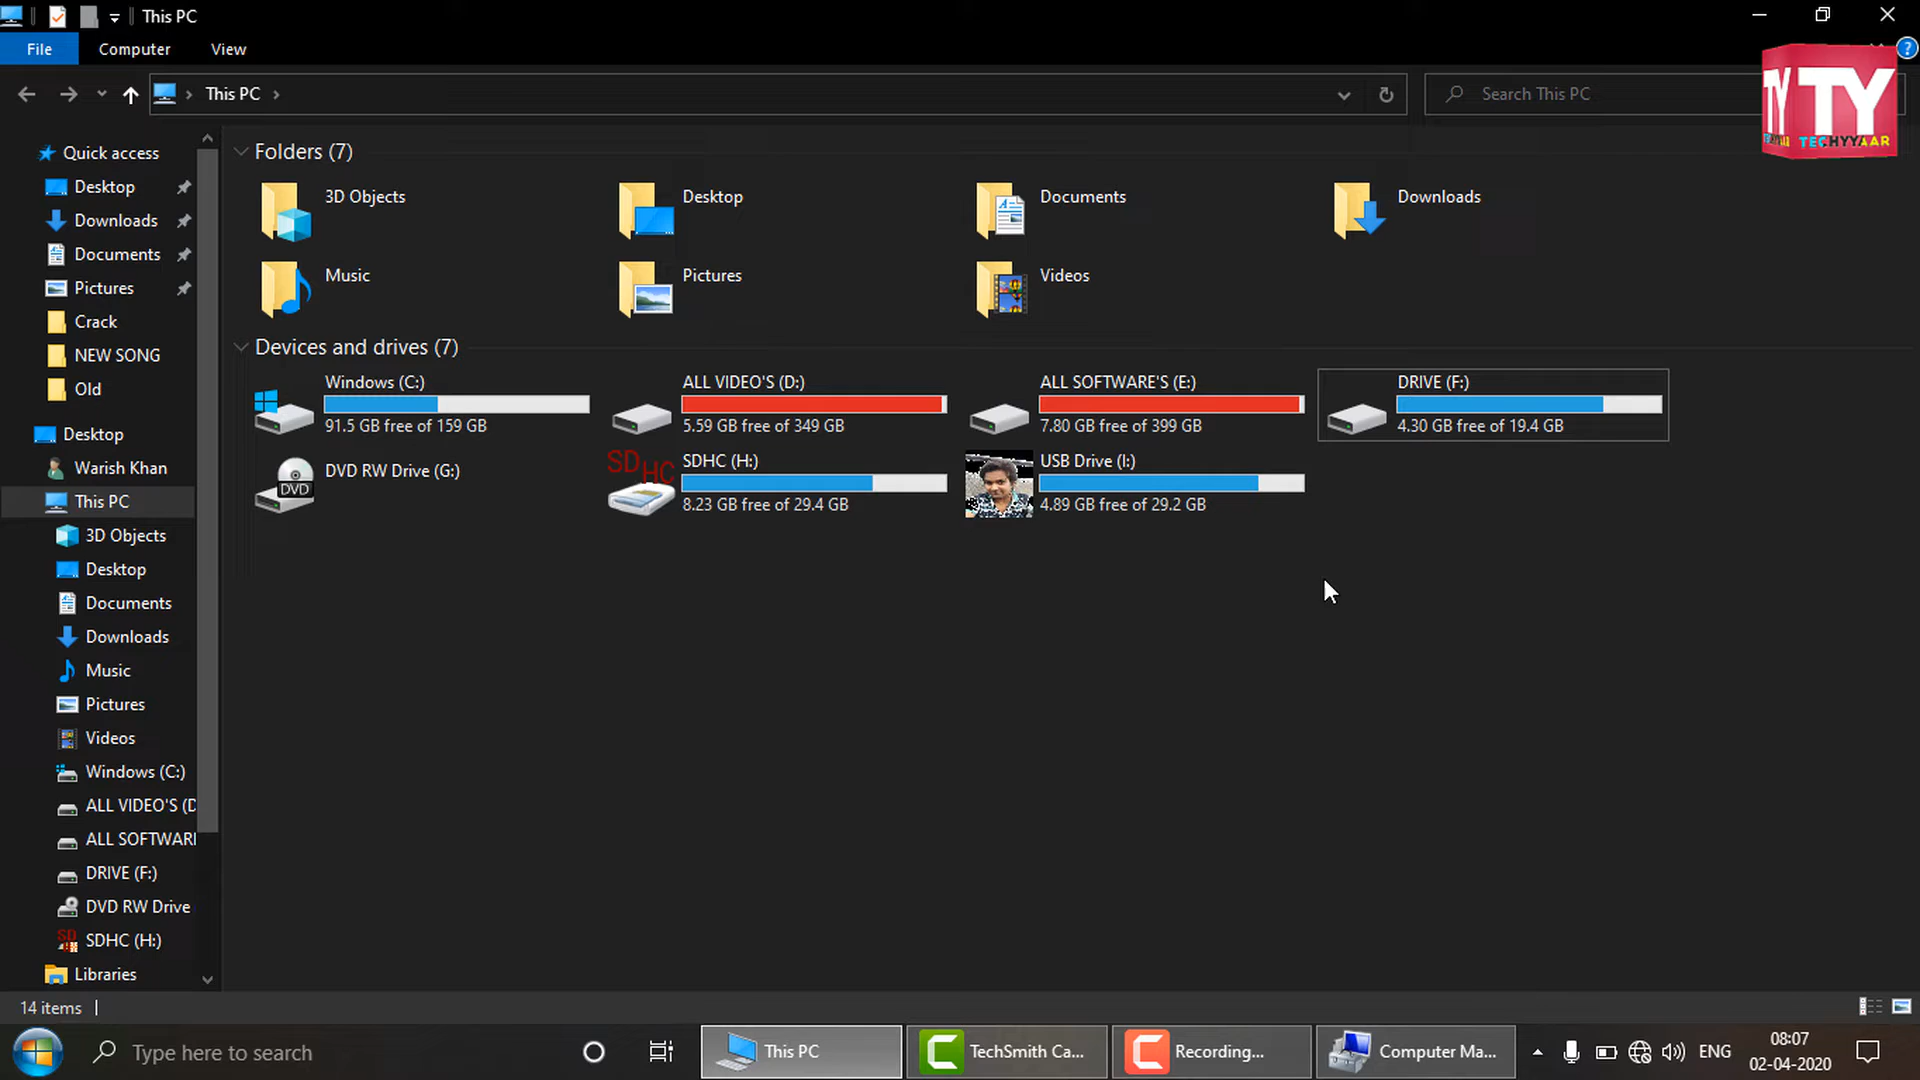 This PC
File Computer View
This PC
Search This PC
TY TY
TECHYYAAR
Quick access
Desktop
Downloads
Documents
Pictures
Crack
NEW SONG
Old
Desktop
Warish Khan
This PC
3D Objects
Desktop
Documents
Downloads
Music
Pictures
Videos
Windows (C:)
ALL VIDEO'S (D
ALL SOFTWAR
DRIVE (F:)
DVD RW Drive
SDHC (H:)
Libraries
Folders (7)
3D Objects
Desktop
Documents
Downloads
Music
Pictures
Videos
Devices and drives (7)
Windows (C:)
91.5 GB free of 159 GB
ALL VIDEO'S (D:)
5.59 GB free of 349 GB
ALL SOFTWARE'S (E:)
7.80 GB free of 399 GB
DRIVE (F:)
4.30 GB free of 19.4 GB
DVD
DVD RW Drive (G:)
SDHC
SDHC (H:)
8.23 GB free of 29.4 GB
USB Drive (I:)
4.89 GB free of 29.2 GB
14 items
Type here to search
This PC
TechSmith Ca...
Recording...
Computer Ma...
ENG
08:07
02-04-2020